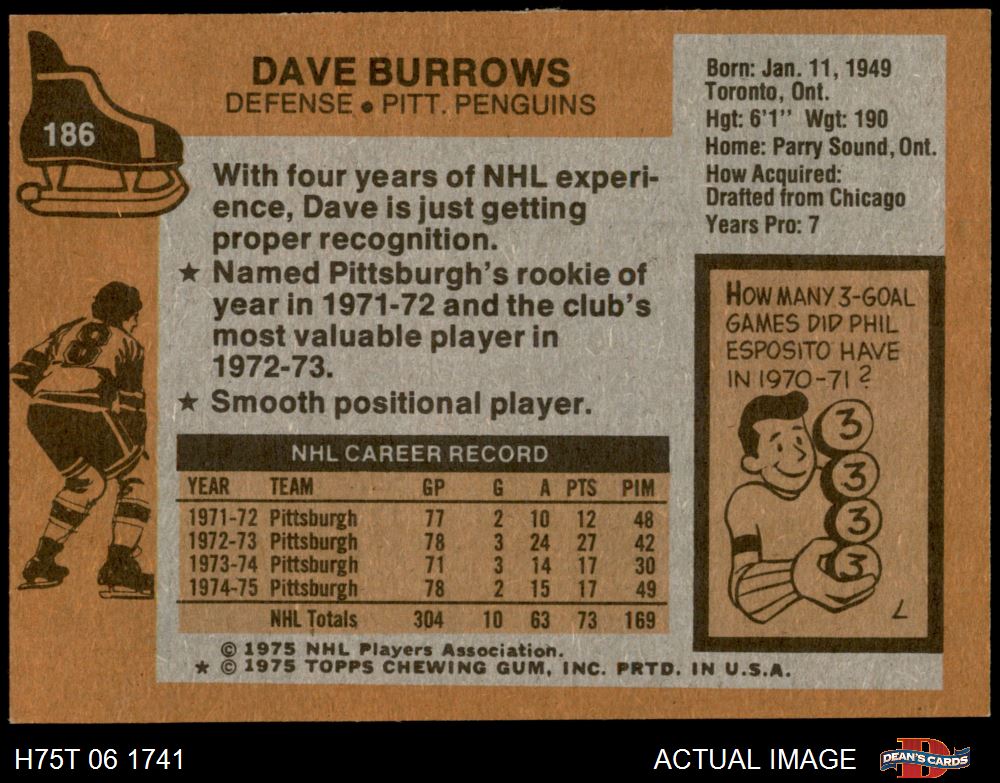 186
DAVE BURROWS
DEFENSE • PITT. PENGUINS
Born: Jan. 11, 1949
Toronto, Ont.
Hgt: 6'1" Wgt: 190
Home: Parry Sound, Ont.
How Acquired:
Drafted from Chicago
Years Pro: 7
With four years of NHL experi-
ence, Dave is just getting
proper recognition.
★ Named Pittsburgh's rookie of
year in 1971-72 and the club's
most valuable player in
1972-73.
★ Smooth positional player.
8
HOW MANY 3-GOAL
GAMES DID PHIL
ESPOSITO HAVE
IN 1970-71?
3
3
3
3
NHL CAREER RECORD
YEAR TEAM GP G A PTS PIM
1971-72 Pittsburgh 77 2 10 12 48
1972-73 Pittsburgh 78 3 24 27 42
1973-74 Pittsburgh 71 3 14 17 30
1974-75 Pittsburgh 78 2 15 17 49
NHL Totals 304 10 63 73 169
© 1975 NHL Players Association.
★ © 1975 TOPPS CHEWING GUM, INC. PRTD. IN U.S.A.
H75T 06 1741
ACTUAL IMAGE
D
DEAN'S CARDS